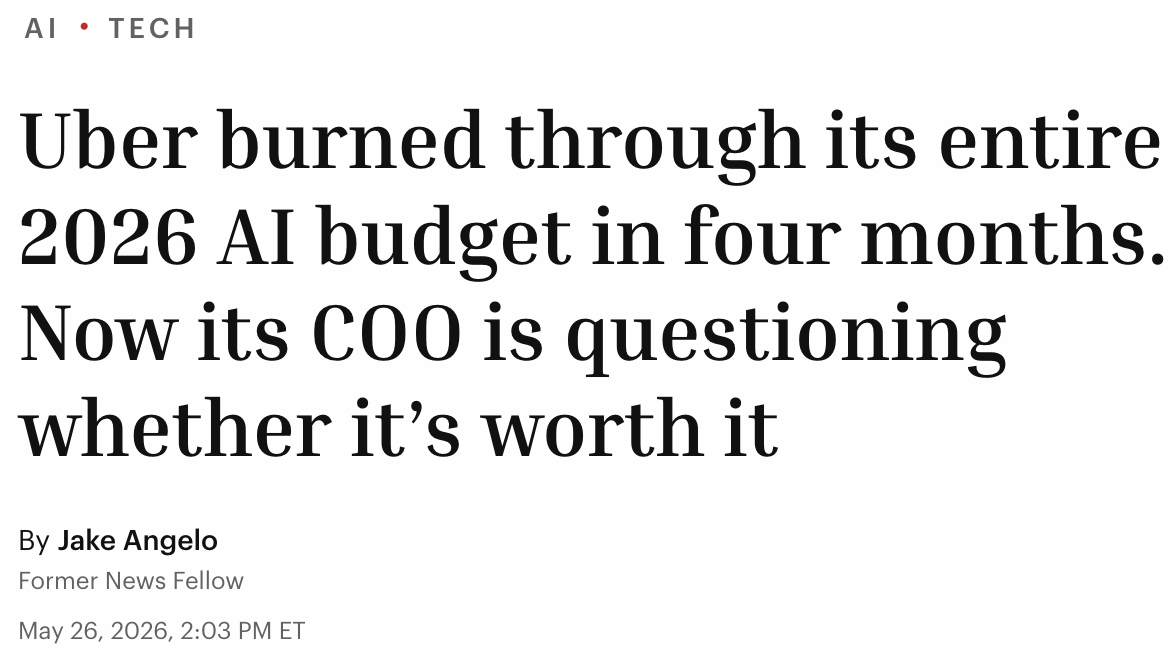 AI • TECH
Uber burned through its entire
2026 AI budget in four months.
Now its COO is questioning
whether it’s worth it
By Jake Angelo
Former News Fellow
May 26, 2026, 2:03 PM ET